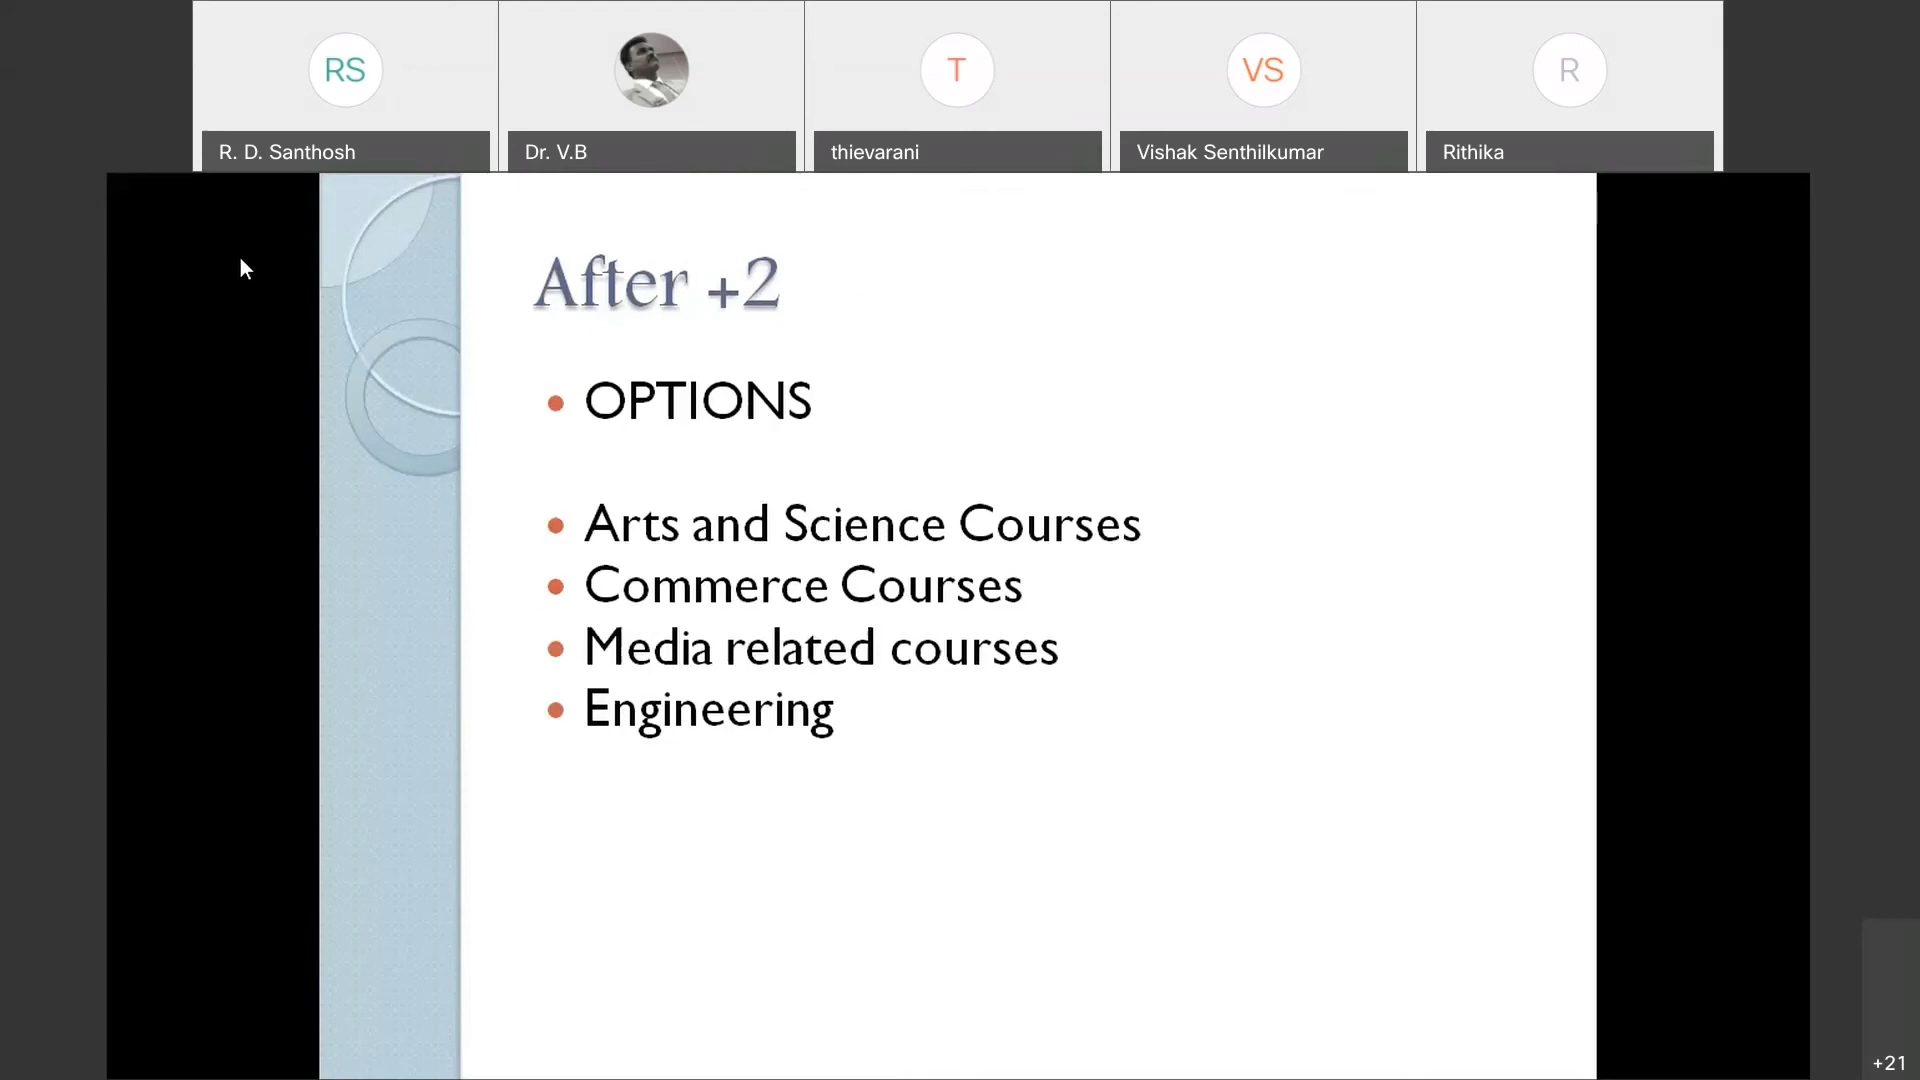 RS
T
VS
R
R. D. Santhosh
Dr. V.B
thievarani
Vishak Senthilkumar
Rithika
After +2
• OPTIONS
• Arts and Science Courses
• Commerce Courses
• Media related courses
• Engineering
+21